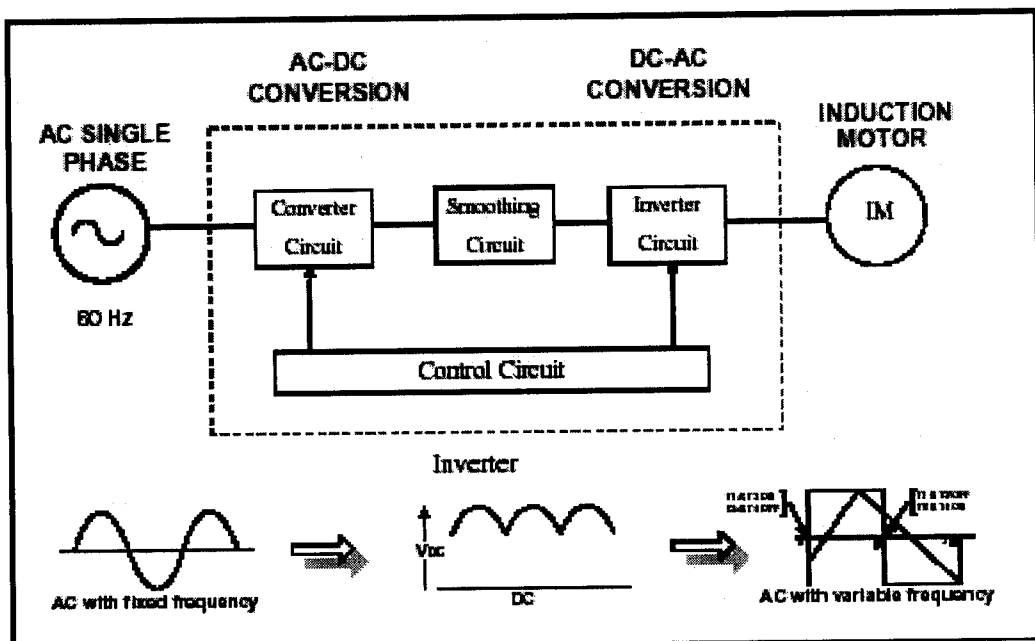 AC-DC
CONVERSION
DC-AC
CONVERSION
AC SINGLE
PHASE
INDUCTION
MOTOR
Converter
Circuit
Smoothing
Circuit
Inverter
Circuit
IM
60 Hz
Control Circuit
Inverter
VDC
AC with fixed frequency
DC
AC with variable frequency